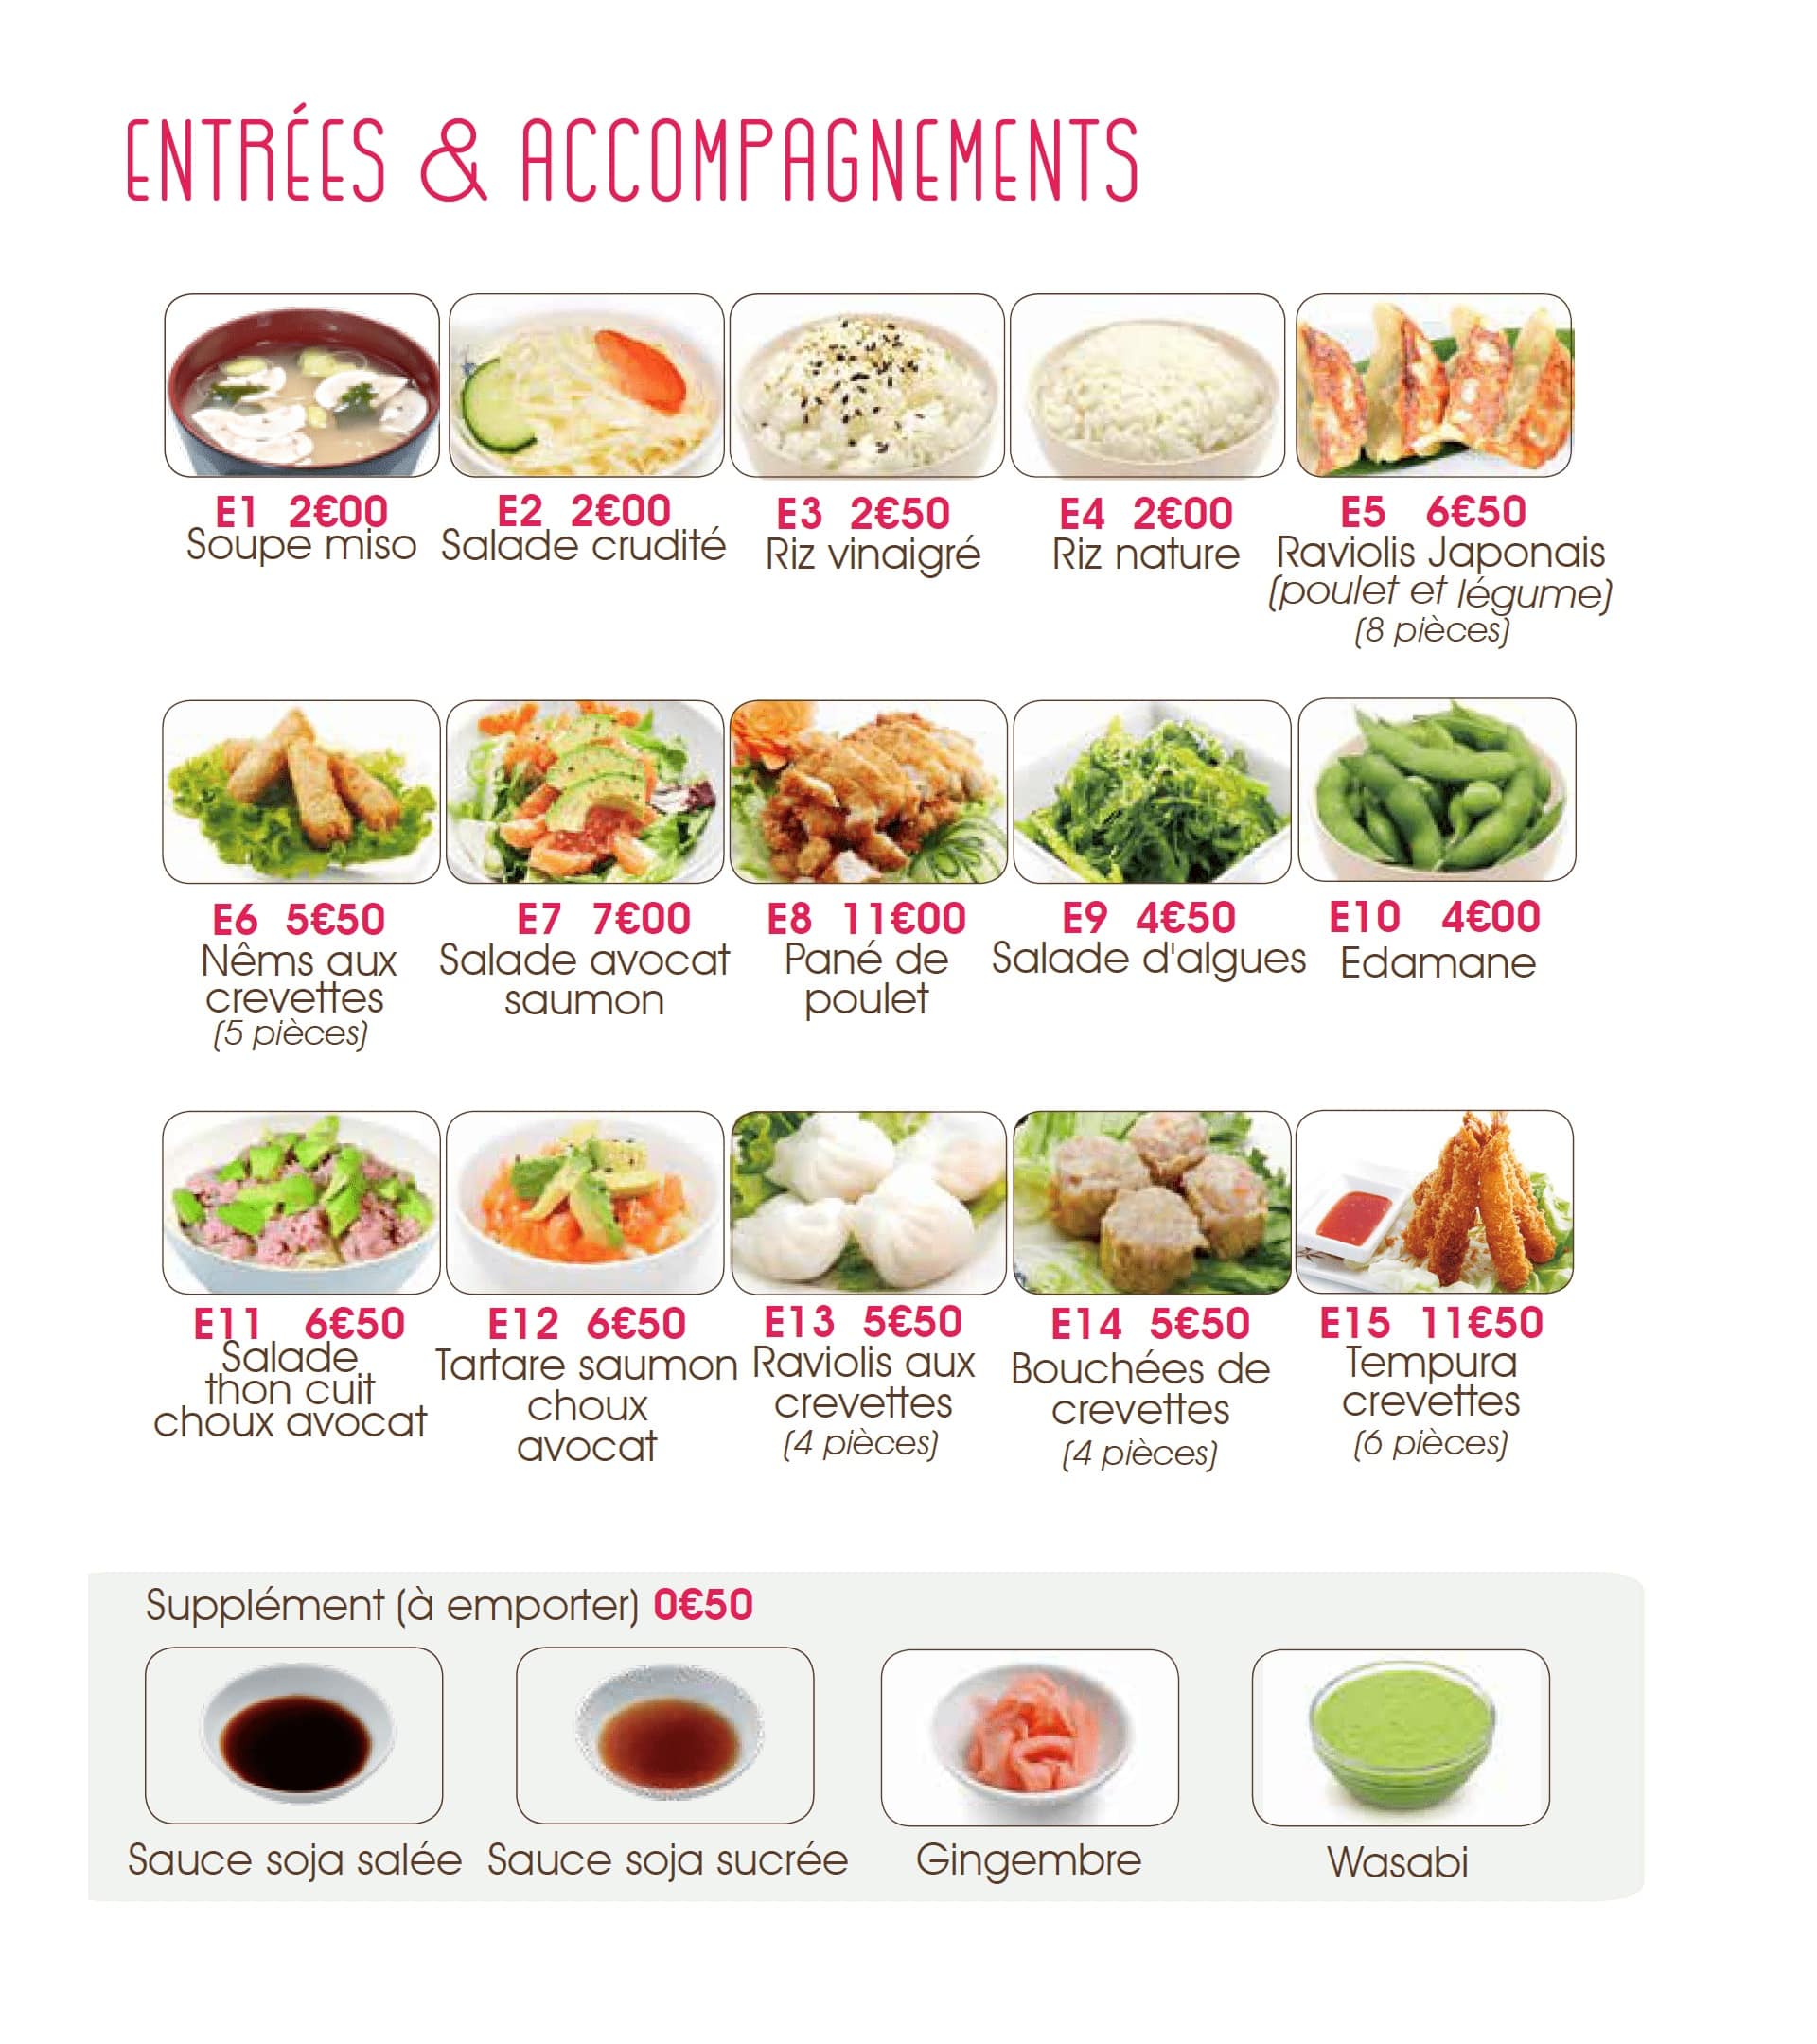 ENTRÉES & ACCOMPAGNEMENTS
E1 2€00
Soupe miso
E2 2€00
Salade crudité
E3 2€50
Riz vinaigré
E4 2€00
Riz nature
E5 6€50
Raviolis Japonais
(poulet et légume)
(8 pièces)
E6 5€50
Nêms aux
crevettes
(5 pièces)
E7 7€00
Salade avocat
saumon
E8 11€00
Pané de
poulet
E9 4€50
Salade d'algues
E10 4€00
Edamane
E11 6€50
Salade
thon cuit
choux avocat
E12 6€50
Tartare saumon
choux
avocat
E13 5€50
Raviolis aux
crevettes
(4 pièces)
E14 5€50
Bouchées de
crevettes
(4 pièces)
E15 11€50
Tempura
crevettes
(6 pièces)
Supplément (à emporter) 0€50
Sauce soja salée
Sauce soja sucrée
Gingembre
Wasabi